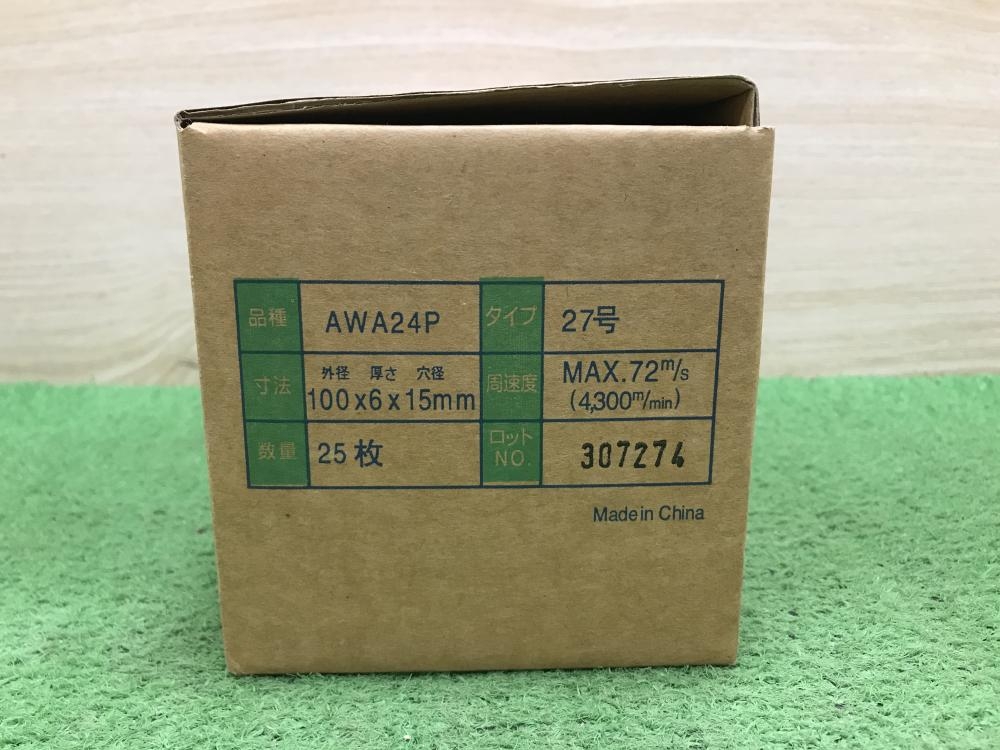 品種 AWA24P タイプ 27号
寸法 外径 厚さ 穴径
100x6x15mm
周速度 MAX.72m/s
(4,300m/min)
数量 25枚
ロット
NO. 307274
Made in China